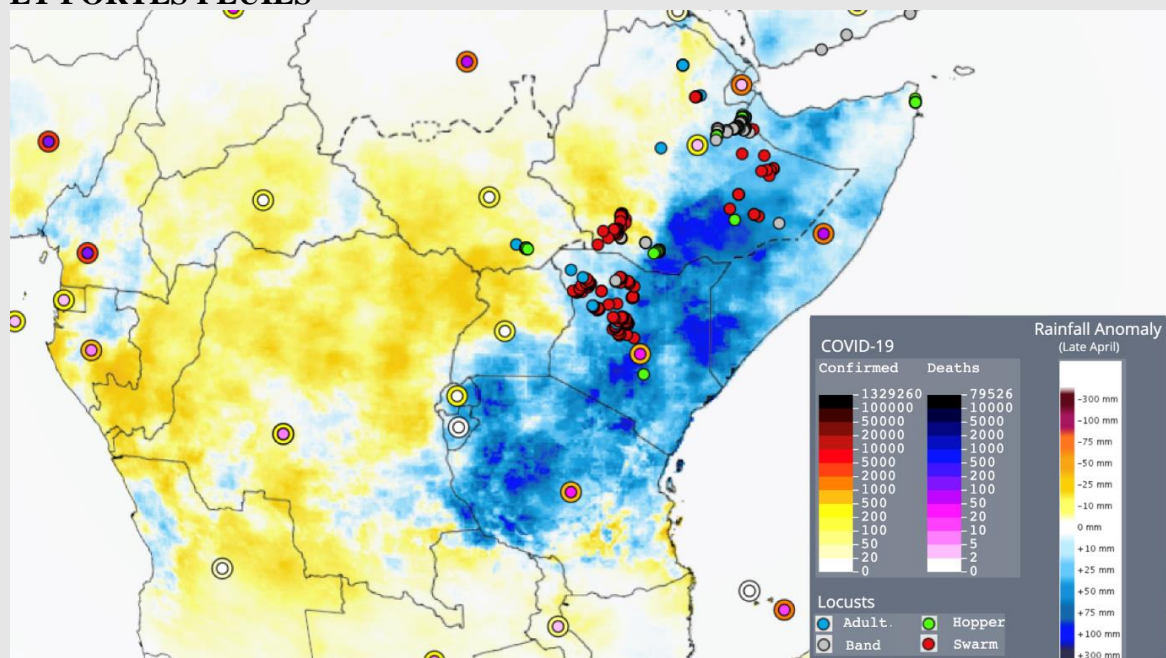 ET FORTES PLUIES
COVID-19
Confirmed
1329260
100000
50000
20000
10000
5000
2000
1000
500
200
100
50
20
0
Deaths
79526
10000
5000
2000
1000
500
200
100
50
20
10
5
2
0
Locusts
Adult.
Hopper
Band
Swarm
Rainfall Anomaly
(Late April)
-300 mm
-100 mm
-75 mm
-50 mm
-25 mm
-10 mm
0 mm
+10 mm
+25 mm
+50 mm
+75 mm
+100 mm
+300 mm